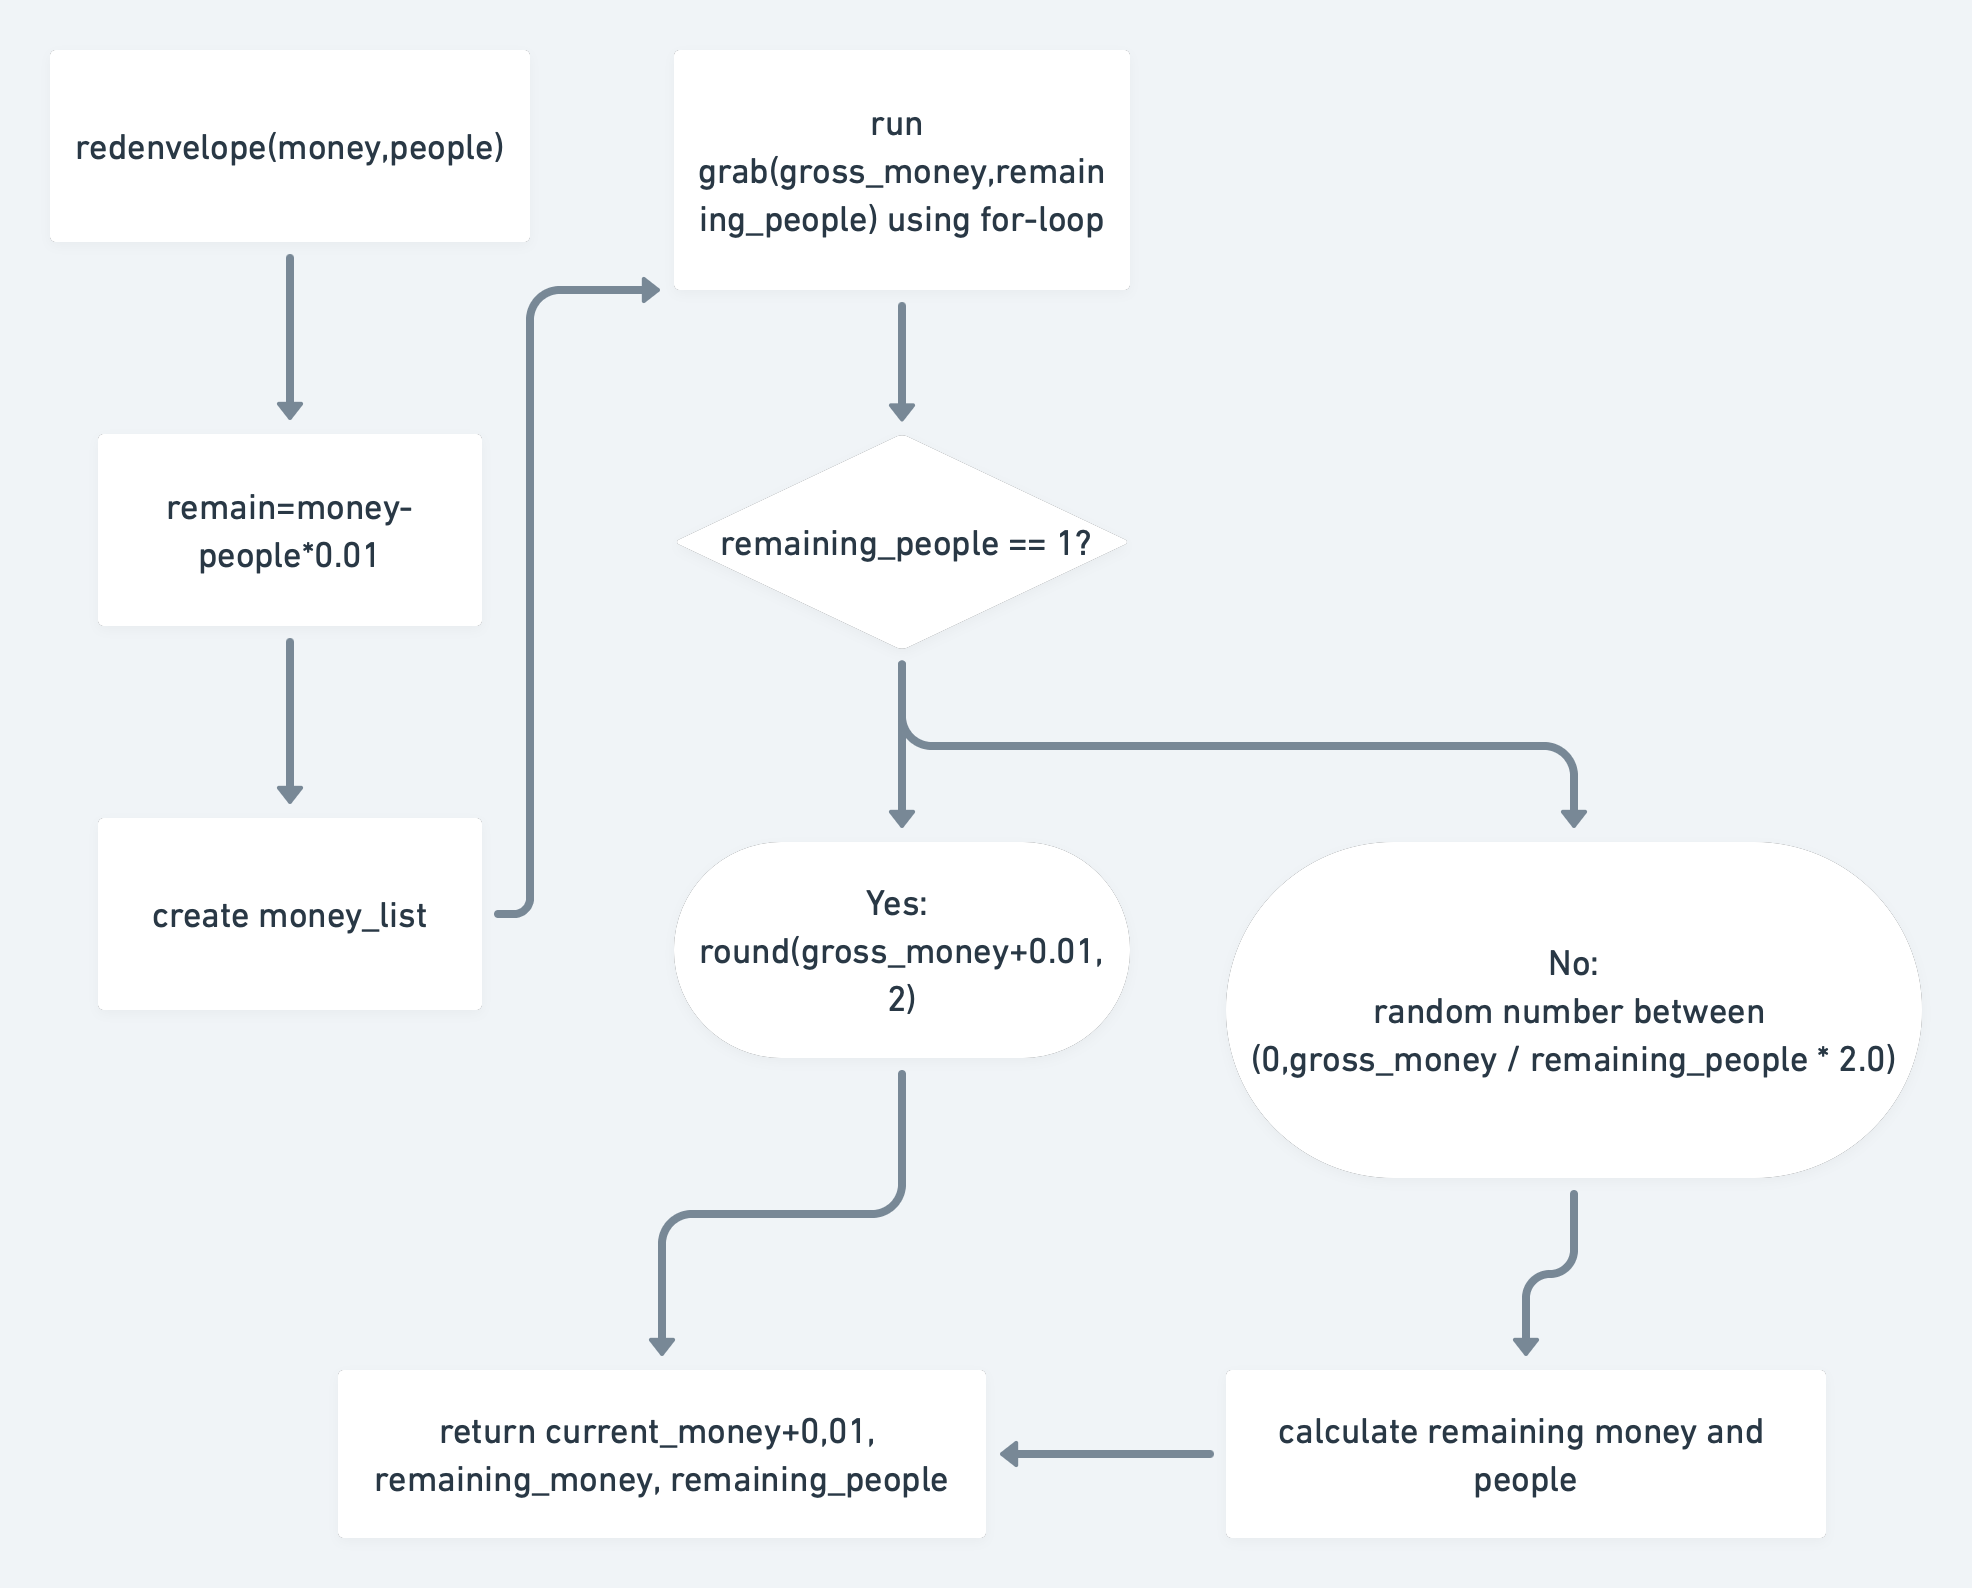 redenvelope(money,people)
remain=money-
people*0.01
create money_list
run
grab(gross_money,remain
ing_people) using for-loop
remaining_people == 1?
Yes:
round(gross_money+0.01,
2)
No:
random number between
(0,gross_money / remaining_people * 2.0)
return current_money+0,01,
remaining_money, remaining_people
calculate remaining money and
people